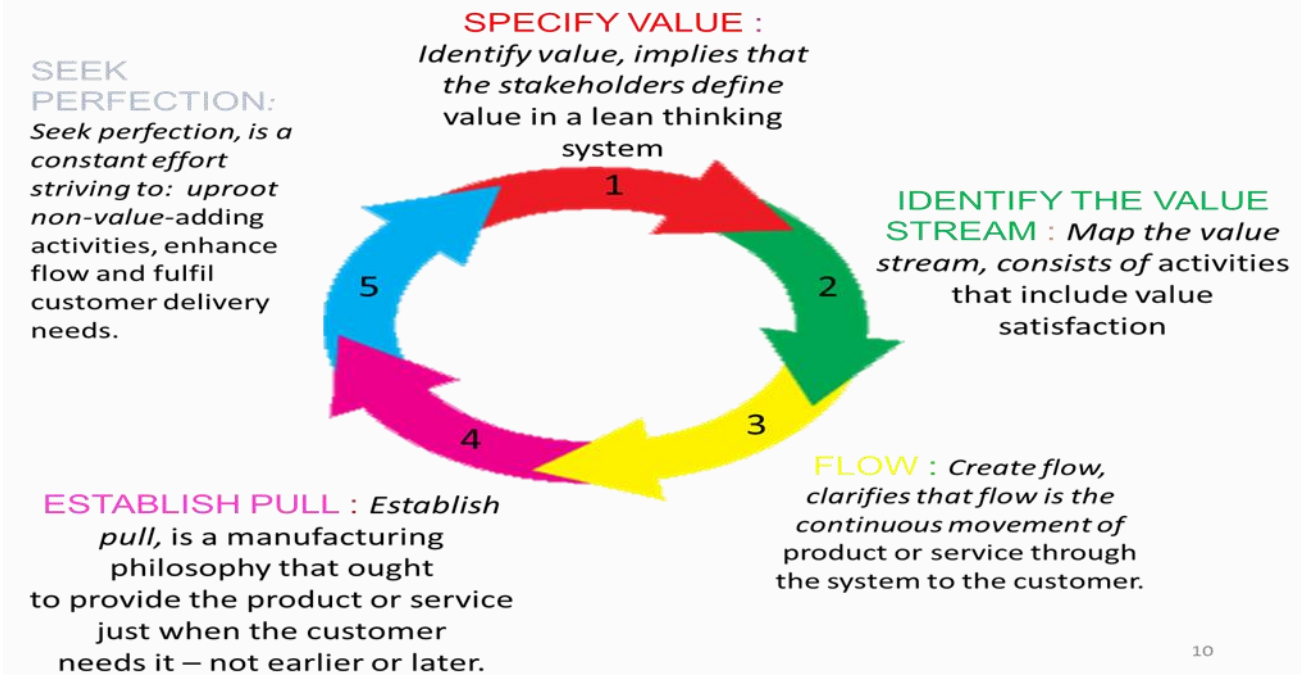 SPECIFY VALUE :
Identify value, implies that
the stakeholders define
value in a lean thinking
system
1
IDENTIFY THE VALUE
STREAM : Map the value
stream, consists of activities
that include value
satisfaction
2
FLOW : Create flow,
clarifies that flow is the
continuous movement of
product or service through
the system to the customer.
3
ESTABLISH PULL : Establish
pull, is a manufacturing
philosophy that ought
to provide the product or service
just when the customer
needs it – not earlier or later.
4
SEEK
PERFECTION:
Seek perfection, is a
constant effort
striving to: uproot
non-value-adding
activities, enhance
flow and fulfil
customer delivery
needs.
5
10